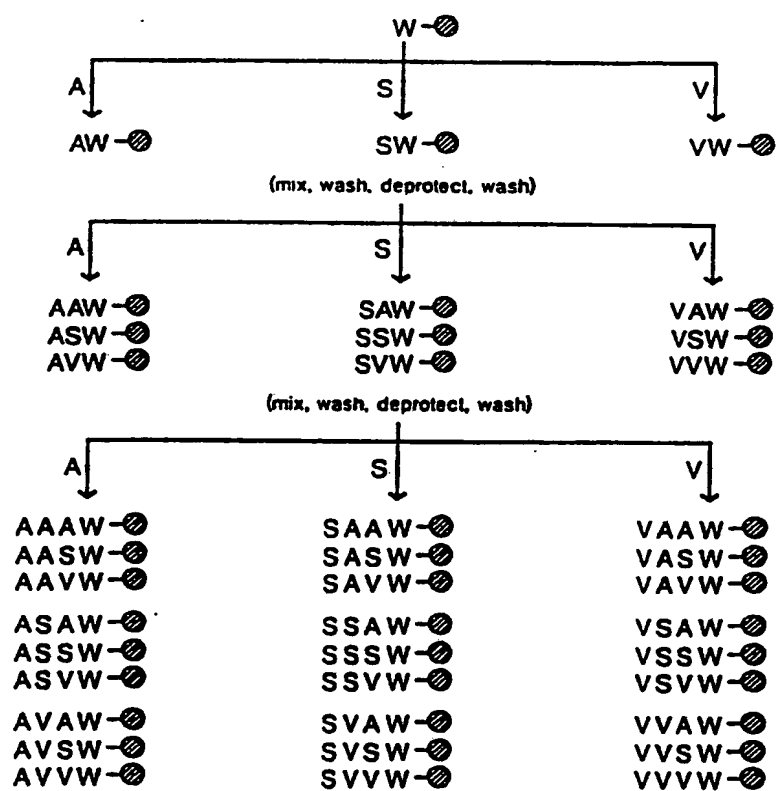 W
A S V
AW SW VW
(mix, wash, deprotect, wash)
A S V
AAW SAW VAW
ASW SSW VSW
AVW SVW VVW
(mix, wash, deprotect, wash)
A S V
AAAW SAAW VAAW
AASW SASW VASW
AAVW SAVW VAVW
ASAW SSAW VSAW
ASSW SSSW VSSW
ASVW SSVW VSVW
AVAW SVAW VVAW
AVSW SVSW VVSW
AVVW SVVW VVVW